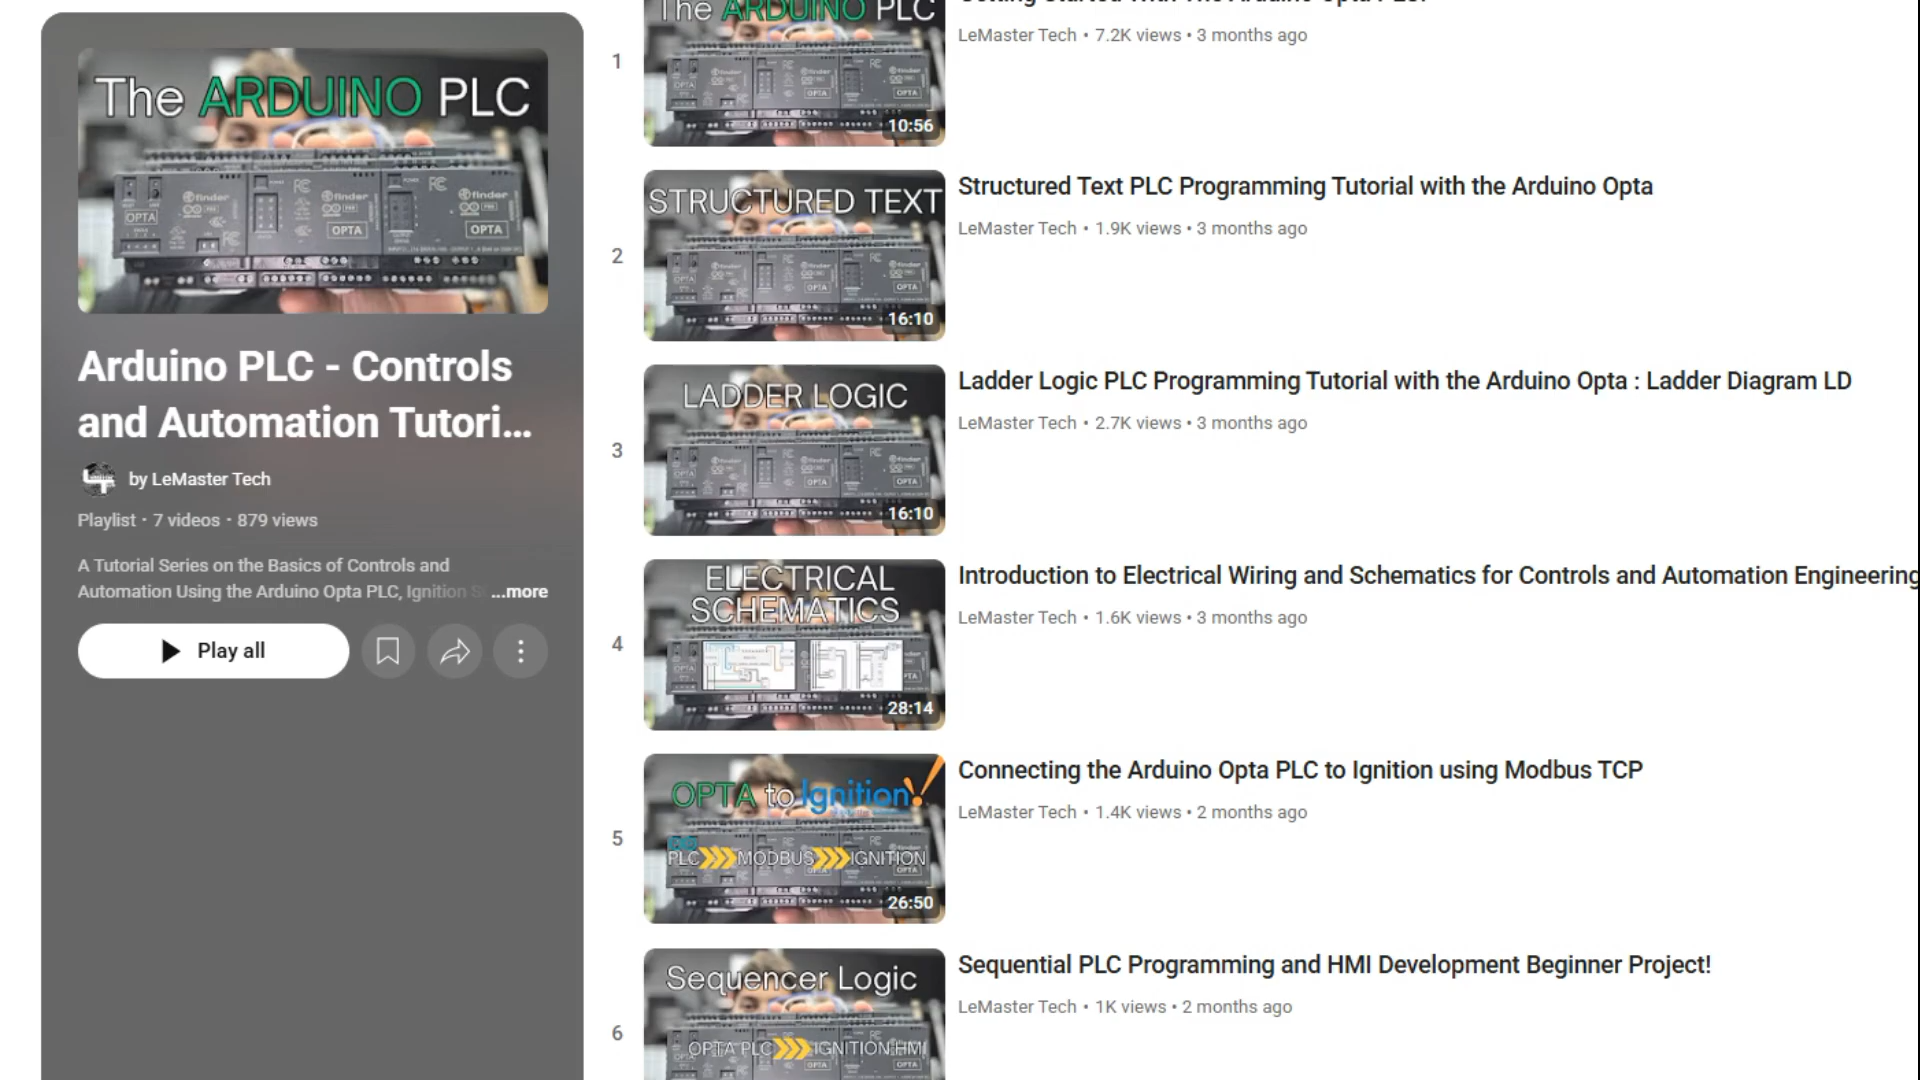 The ARDUINO PLC
OPTA
finder
OPTA
finder
OPTA
Arduino PLC - Controls
and Automation Tutori...
by LeMaster Tech
Playlist • 7 videos • 879 views
A Tutorial Series on the Basics of Controls and
Automation Using the Arduino Opta PLC, Ignition ...more
Play all
1
The ARDUINO PLC
10:56
LeMaster Tech • 7.2K views • 3 months ago
2
STRUCTURED TEXT
16:10
Structured Text PLC Programming Tutorial with the Arduino Opta
LeMaster Tech • 1.9K views • 3 months ago
3
LADDER LOGIC
16:10
Ladder Logic PLC Programming Tutorial with the Arduino Opta : Ladder Diagram LD
LeMaster Tech • 2.7K views • 3 months ago
4
ELECTRICAL
SCHEMATICS
28:14
Introduction to Electrical Wiring and Schematics for Controls and Automation Engineering
LeMaster Tech • 1.6K views • 3 months ago
5
OPTA to Ignition!
PLC MODBUS IGNITION
26:50
Connecting the Arduino Opta PLC to Ignition using Modbus TCP
LeMaster Tech • 1.4K views • 2 months ago
6
Sequencer Logic
OPTA PLC IGNITION HMI
Sequential PLC Programming and HMI Development Beginner Project!
LeMaster Tech • 1K views • 2 months ago